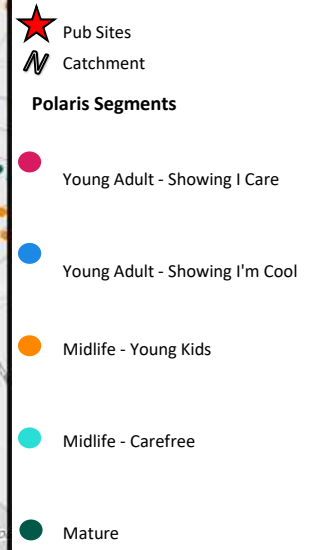 Pub Sites
Catchment
Polaris Segments
Young Adult - Showing I Care
Young Adult - Showing I'm Cool
Midlife - Young Kids
Midlife - Carefree
Mature